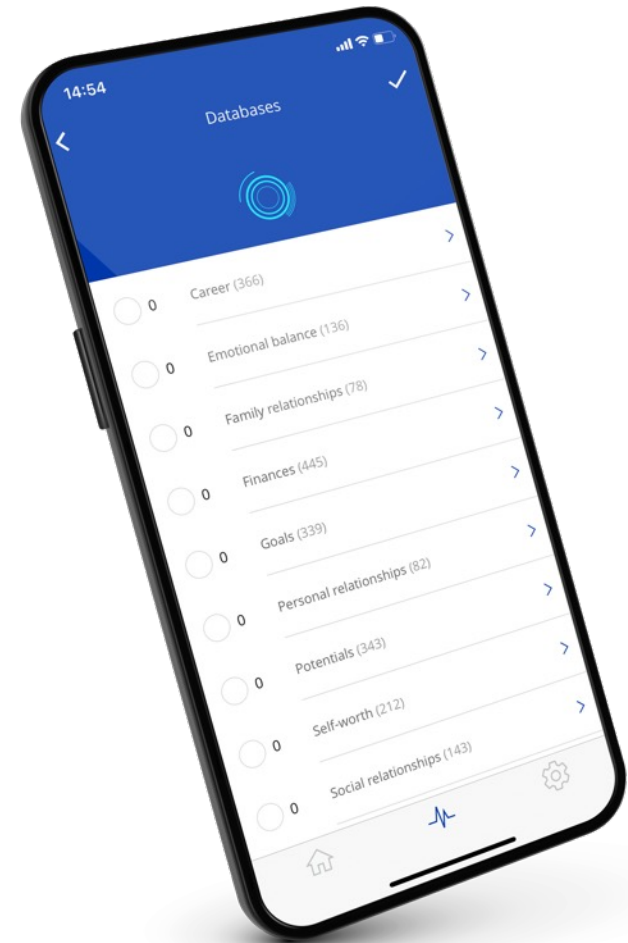 14:54
Databases
0 Career (366)
0 Emotional balance (136)
0 Family relationships (78)
0 Finances (445)
0 Goals (339)
0 Personal relationships (82)
0 Potentials (343)
0 Self-worth (212)
0 Social relationships (143)